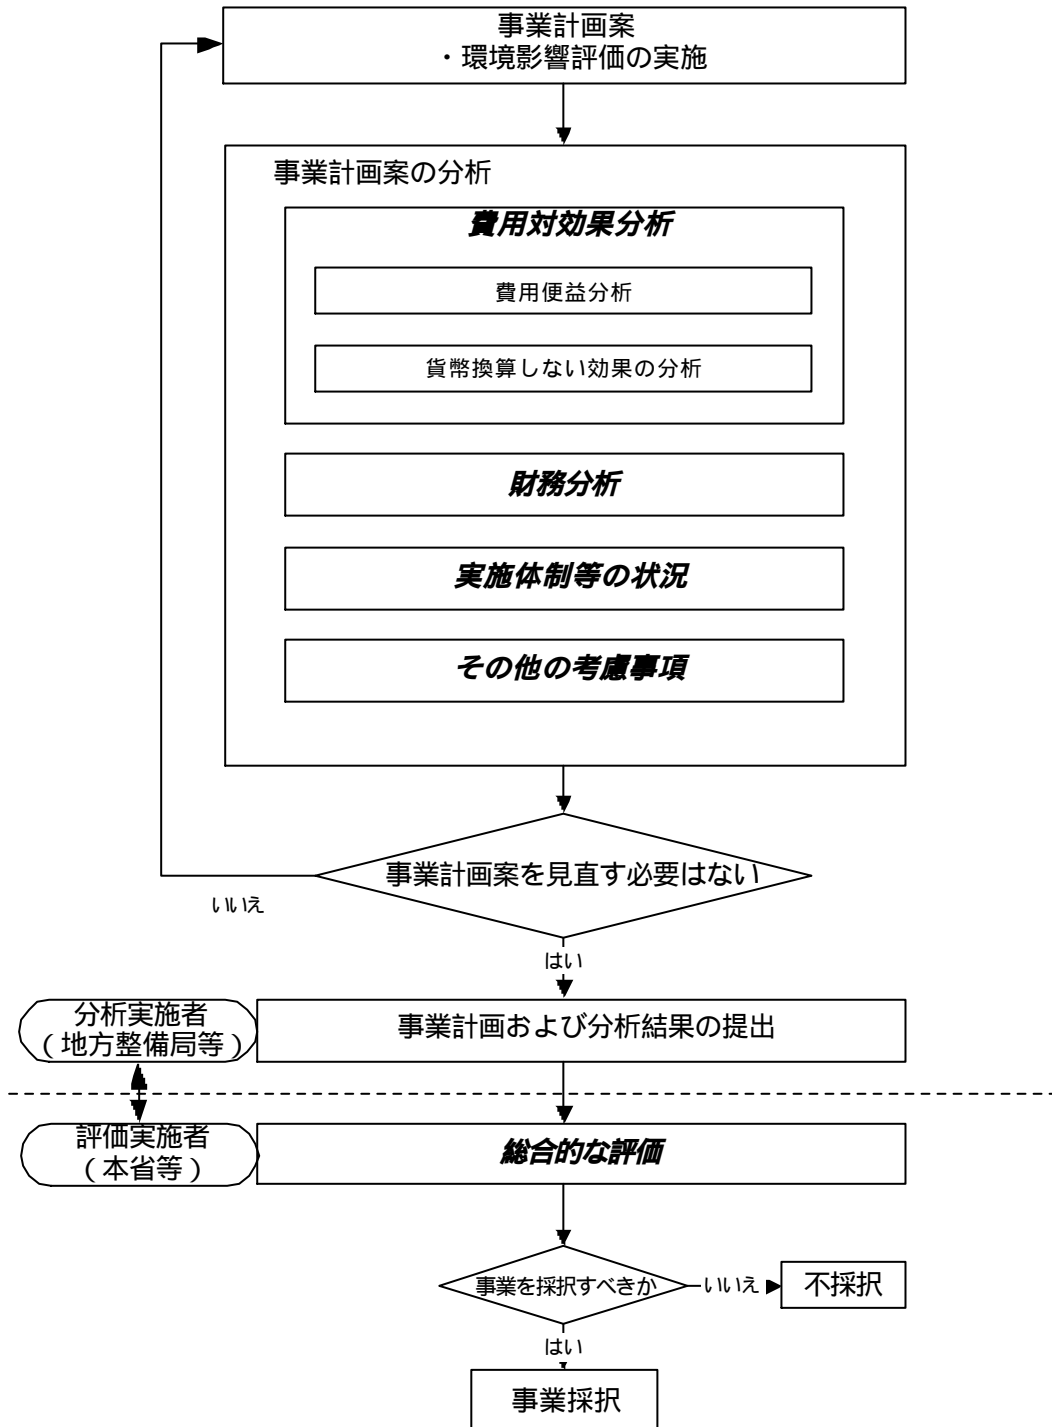 事業計画案
・環境影響評価の実施
事業計画案の分析
費用対効果分析
費用便益分析
貨幣換算しない効果の分析
財務分析
実施体制等の状況
その他の考慮事項
事業計画案を見直す必要はない
いいえ
はい
分析実施者
(地方整備局等)
事業計画および分析結果の提出
評価実施者
(本省等)
総合的な評価
事業を採択すべきか
いいえ
不採択
はい
事業採択